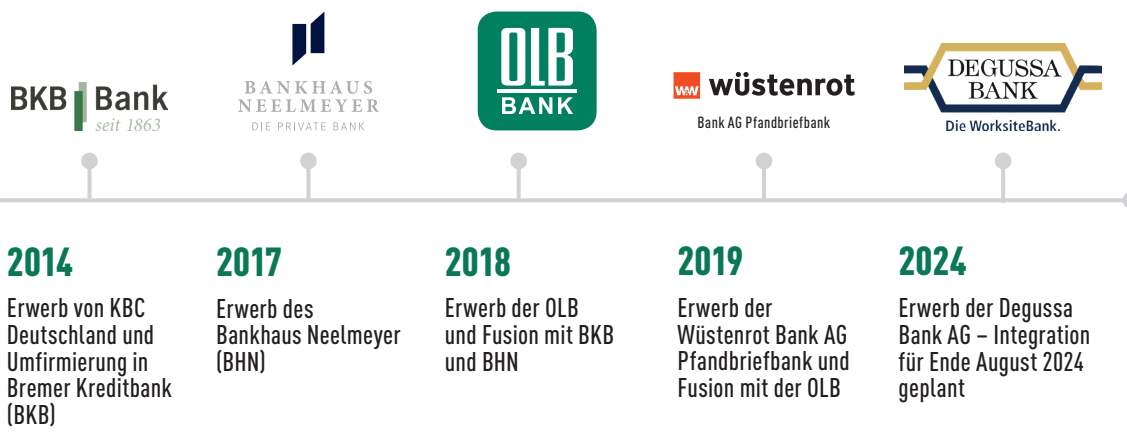 BKB Bank
seit 1863
BANKHAUS
NEELMEYER
DIE PRIVATE BANK
OLB
BANK
W&W wüstenrot
Bank AG Pfandbriefbank
DEGUSSA
BANK
Die WorksiteBank.
2014
Erwerb von KBC
Deutschland und
Umfirmierung in
Bremer Kreditbank
(BKB)
2017
Erwerb des
Bankhaus Neelmeyer
(BHN)
2018
Erwerb der OLB
und Fusion mit BKB
und BHN
2019
Erwerb der
Wüstenrot Bank AG
Pfandbriefbank und
Fusion mit der OLB
2024
Erwerb der Degussa
Bank AG – Integration
für Ende August 2024
geplant